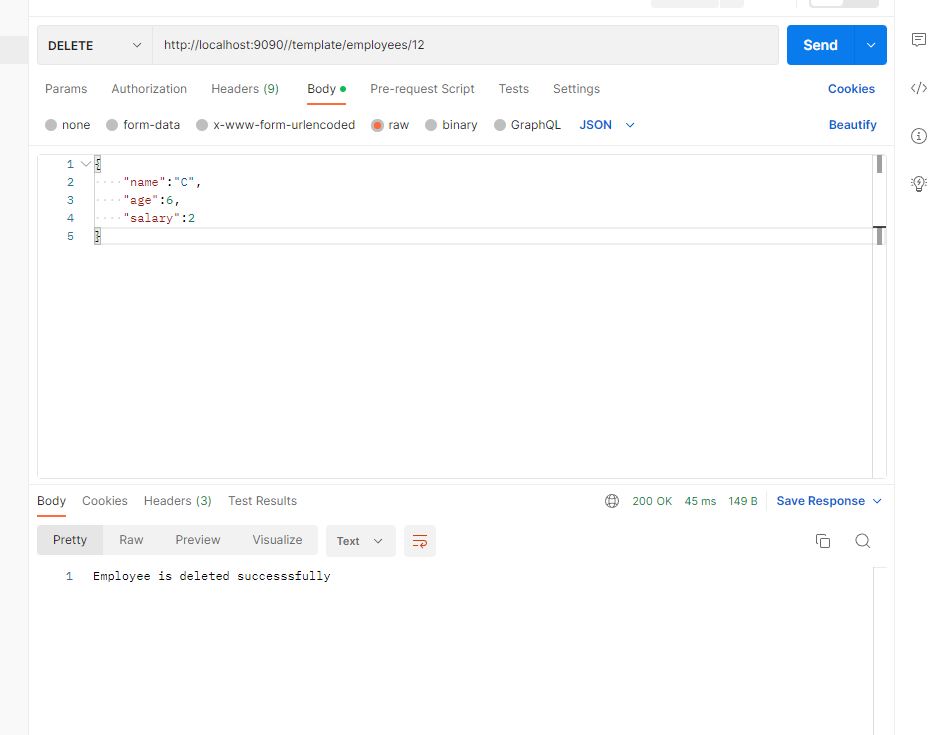 DELETE http://localhost:9090//template/employees/12 Send
Params Authorization Headers (9) Body Pre-request Script Tests Settings Cookies
none form-data x-www-form-urlencoded raw binary GraphQL JSON Beautify
1 {
2 ····"name":"C",
3 ····"age":6,
4 ····"salary":2
5 }
Body Cookies Headers (3) Test Results 200 OK 45 ms 149 B Save Response
Pretty Raw Preview Visualize Text
1 Employee is deleted successsfully